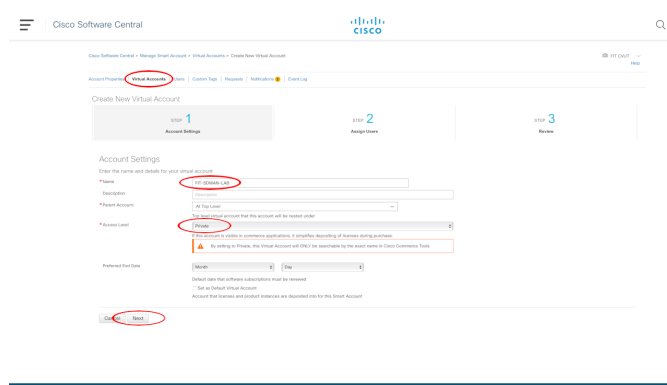 Cisco Software Central
CISCO
Cisco Software Central > Manage Smart Account > Virtual Accounts > Create New Virtual Account
Help
Account Properties | Virtual Accounts | Users | Custom Tags | Requests | Notifications | Event Log
Create New Virtual Account
STEP 1
Account Settings
STEP 2
Assign Users
STEP 3
Review
Account Settings
Enter the name and details for your virtual account
* Name
FIT-SDWAN-LAB
Description
Description
* Parent Account
At Top Level
Top level virtual account that this account will be nested under
* Access Level
Private
If this account is visible in commerce applications, it simplifies depositing of licenses during purchase.
By setting to Private, this Virtual Account will ONLY be searchable by the exact name in Cisco Commerce Tools.
Preferred End Date
Month
Day
Default date that software subscriptions must be renewed
Set as Default Virtual Account
Account that licenses and product instances are deposited into for this Smart Account
Cancel
Next